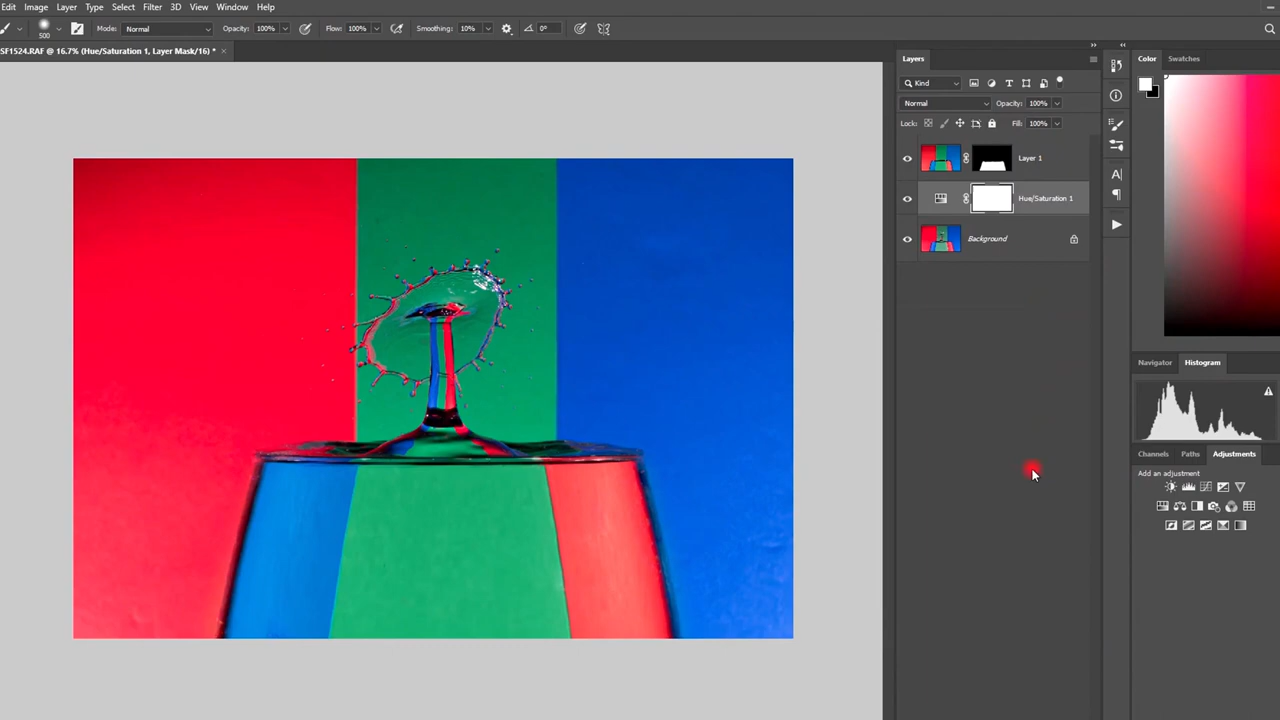 Edit Image Layer Type Select Filter 3D View Window Help
500 Mode: Normal Opacity: 100% Flow: 100% Smoothing: 10% 0°
SF1524.RAF @ 16.7% (Hue/Saturation 1, Layer Mask/16) *
Layers
Color Swatches
Kind
Normal Opacity: 100%
Lock: Fill: 100%
Layer 1
Hue/Saturation 1
Background
Navigator Histogram
Channels Paths Adjustments
Add an adjustment